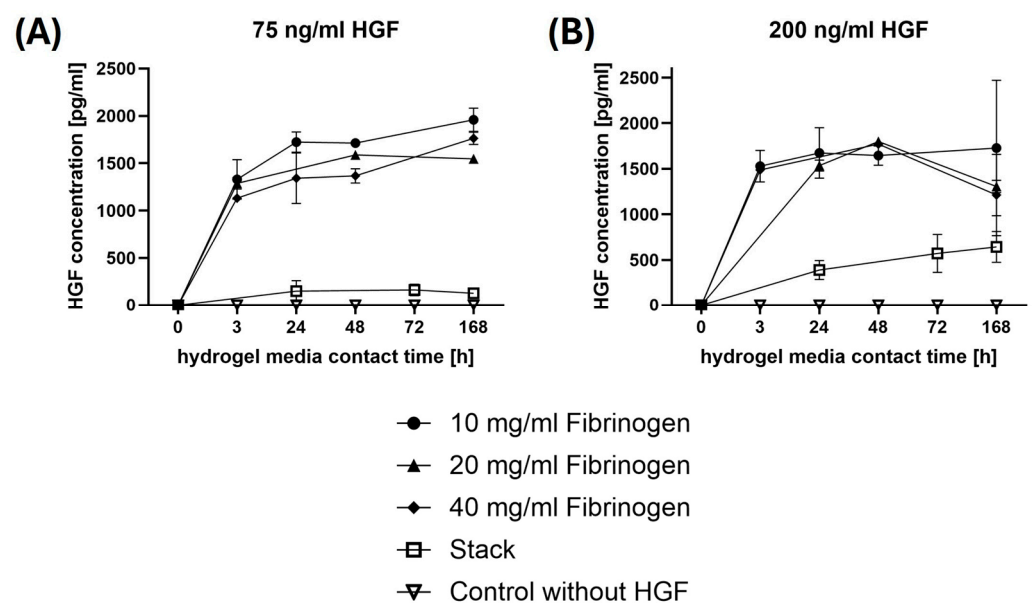 (A)
75 ng/ml HGF
HGF concentration [pg/ml]
2500
2000
1500
1000
500
0
0 3 24 48 72 168
hydrogel media contact time [h]
(B)
200 ng/ml HGF
HGF concentration [pg/ml]
2500
2000
1500
1000
500
0
0 3 24 48 72 168
hydrogel media contact time [h]
10 mg/ml Fibrinogen
20 mg/ml Fibrinogen
40 mg/ml Fibrinogen
Stack
Control without HGF